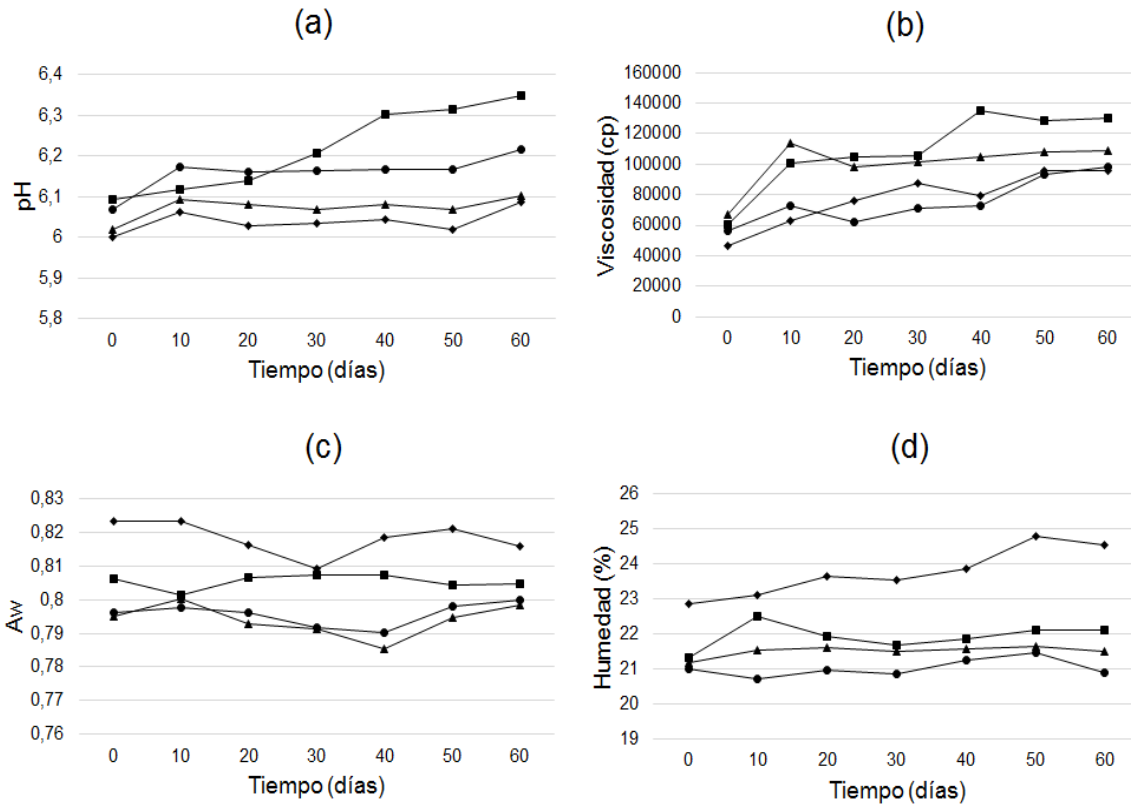 (a)
pH
6,4
6,3
6,2
6,1
6
5,9
5,8
0 10 20 30 40 50 60
Tiempo (días)
(b)
Viscosidad (cp)
160000
140000
120000
100000
80000
60000
40000
20000
0
0 10 20 30 40 50 60
Tiempo (días)
(c)
Aw
0,83
0,82
0,81
0,8
0,79
0,78
0,77
0,76
0 10 20 30 40 50 60
Tiempo (días)
(d)
Humedad (%)
26
25
24
23
22
21
20
19
0 10 20 30 40 50 60
Tiempo (días)